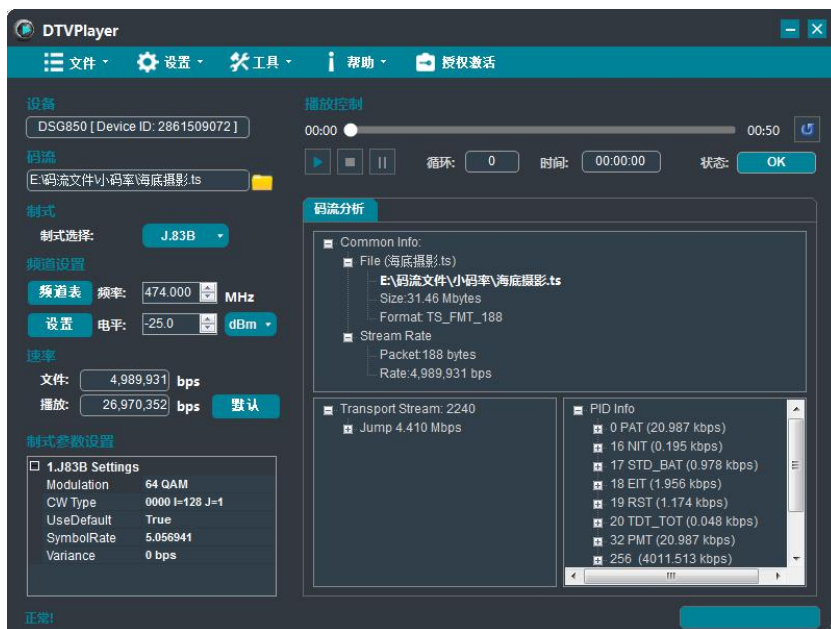 DTVPlayer
文件 设置 工具 帮助 授权激活
设备
DSG850 [ Device ID: 2861509072 ]
码流
E:\码流文件\小码率\海底摄影.ts
制式
制式选择: J.83B
频道设置
频道表 频率: 474.000 MHz
设置 电平: -25.0 dBm
速率
文件: 4,989,931 bps
播放: 26,970,352 bps 默认
制式参数设置
1.J83B Settings
Modulation 64 QAM
CW Type 0000 I=128 J=1
UseDefault True
SymbolRate 5.056941
Variance 0 bps
正常!
播放控制
00:00 00:50
循环: 0 时间: 00:00:00 状态: OK
码流分析
Common Info:
File (海底摄影.ts)
E:\码流文件\小码率\海底摄影.ts
Size:31.46 Mbytes
Format: TS_FMT_188
Stream Rate
Packet:188 bytes
Rate:4,989,931 bps
Transport Stream: 2240
Jump 4.410 Mbps
PID Info
0 PAT (20.987 kbps)
16 NIT (0.195 kbps)
17 STD_BAT (0.978 kbps)
18 EIT (1.956 kbps)
19 RST (1.174 kbps)
20 TDT_TOT (0.048 kbps)
32 PMT (20.987 kbps)
256 (4011.513 kbps)